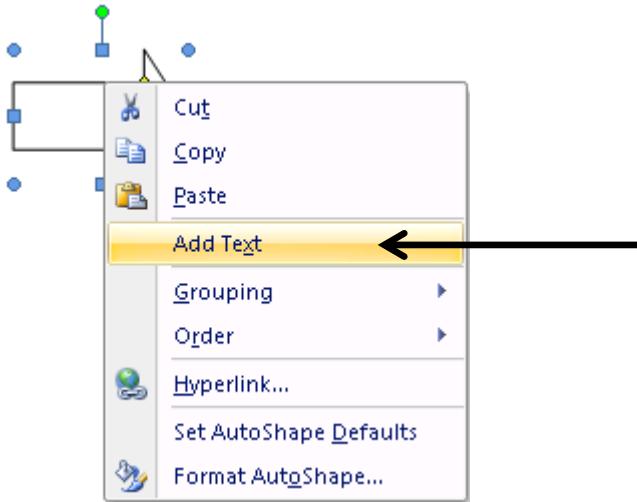 Cut
Copy
Paste
Add Text
Grouping
Order
Hyperlink...
Set AutoShape Defaults
Format AutoShape...